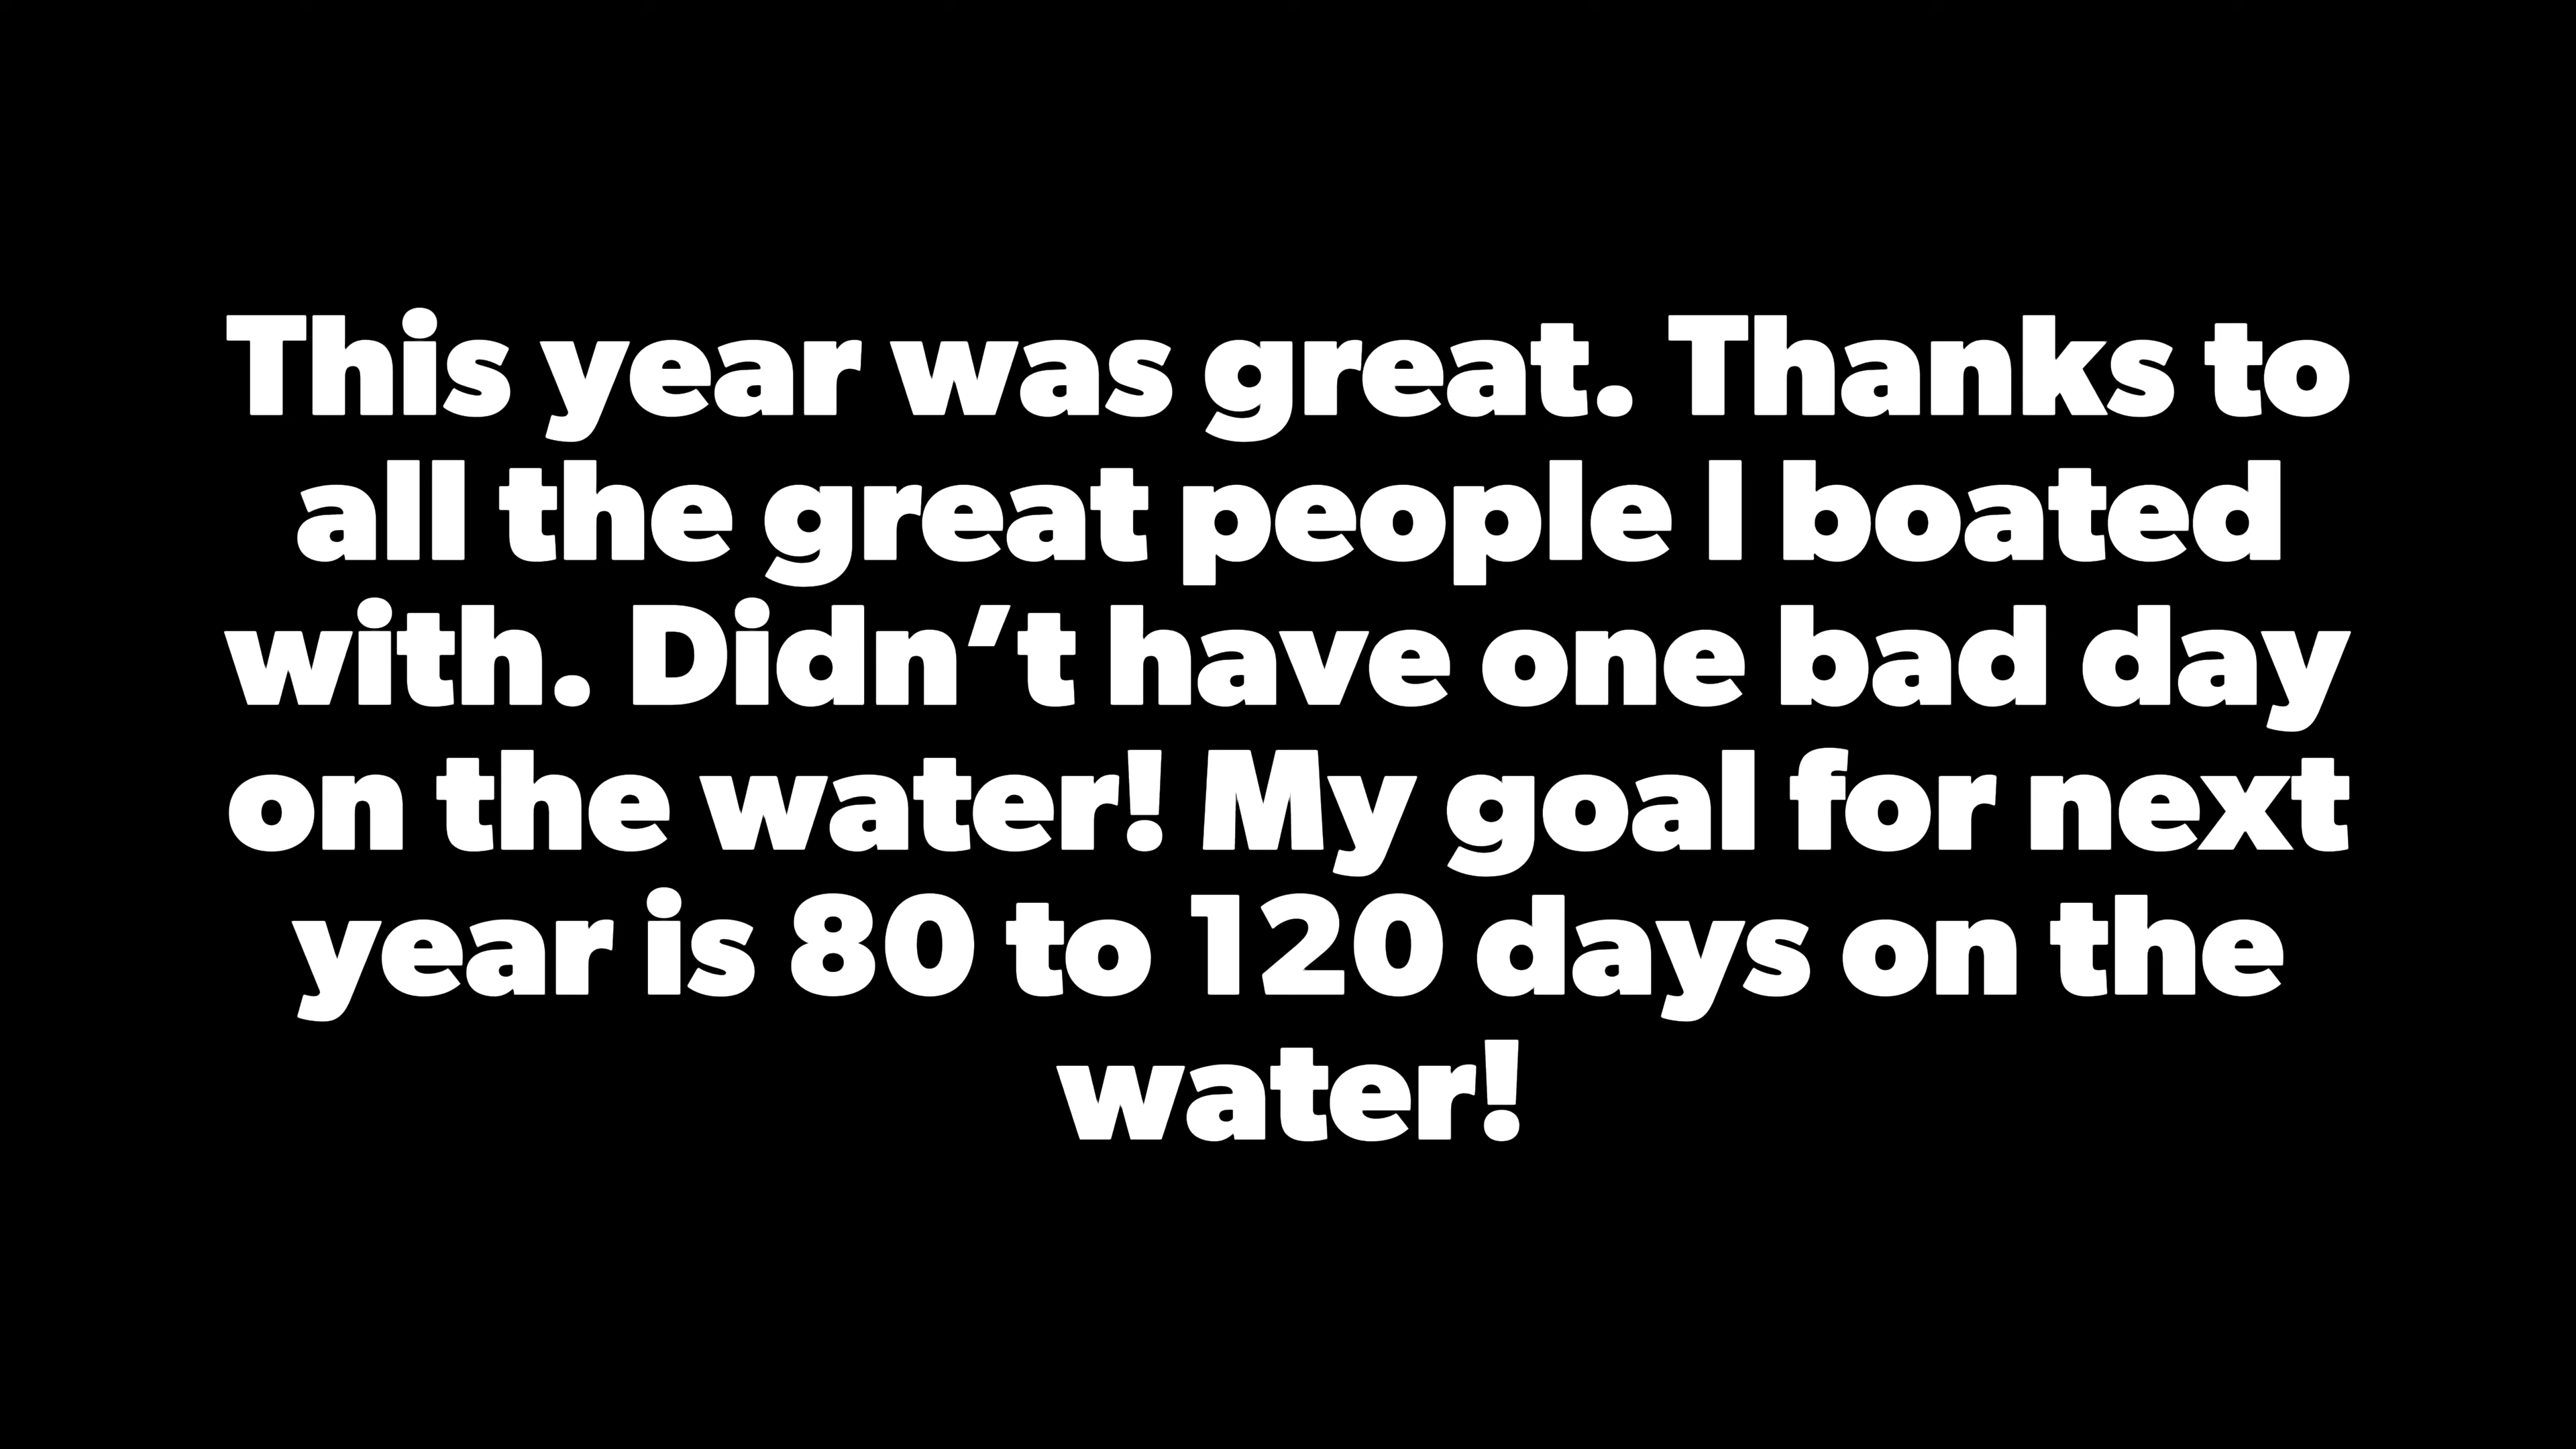 This year was great. Thanks to
all the great people I boated
with. Didn’t have one bad day
on the water! My goal for next
year is 80 to 120 days on the
water!